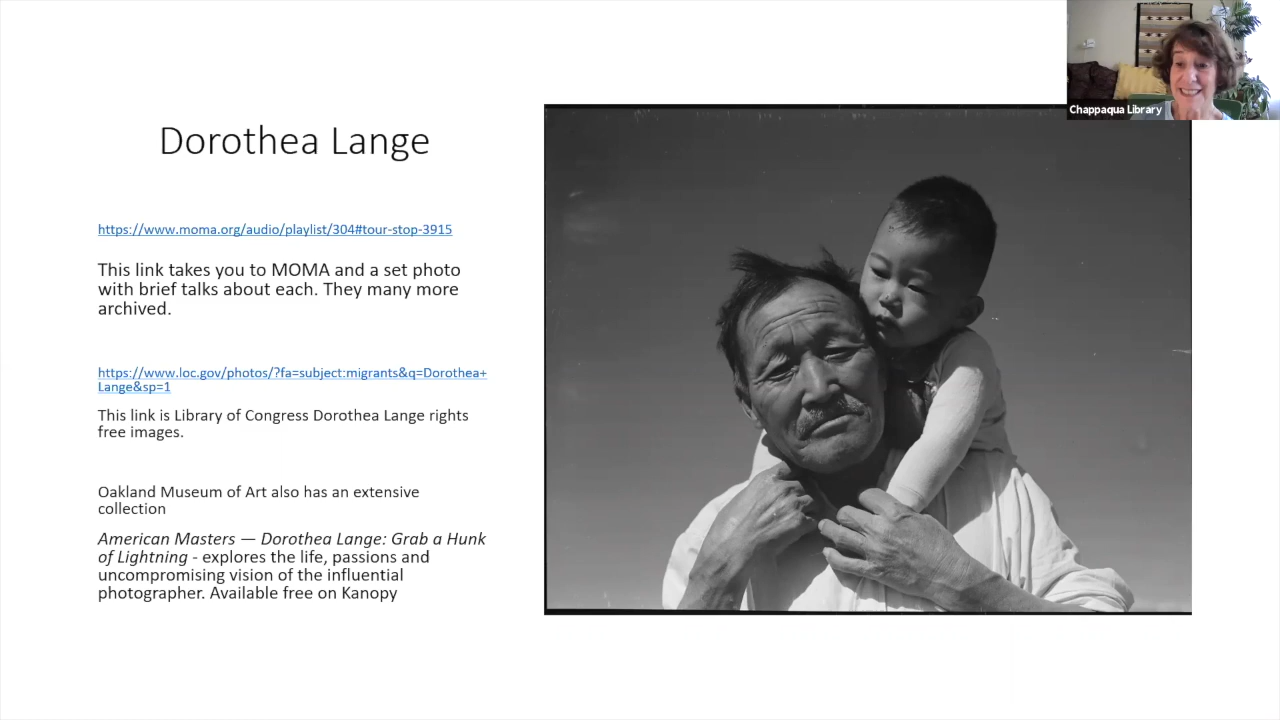 Chappaqua Library
Dorothea Lange
https://www.moma.org/audio/playlist/304#tour-stop-3915
This link takes you to MOMA and a set photo
with brief talks about each. They many more
archived.
https://www.loc.gov/photos/?fa=subject:migrants&q=Dorothea+
Lange&sp=1
This link is Library of Congress Dorothea Lange rights
free images.
Oakland Museum of Art also has an extensive
collection
American Masters — Dorothea Lange: Grab a Hunk
of Lightning - explores the life, passions and
uncompromising vision of the influential
photographer. Available free on Kanopy